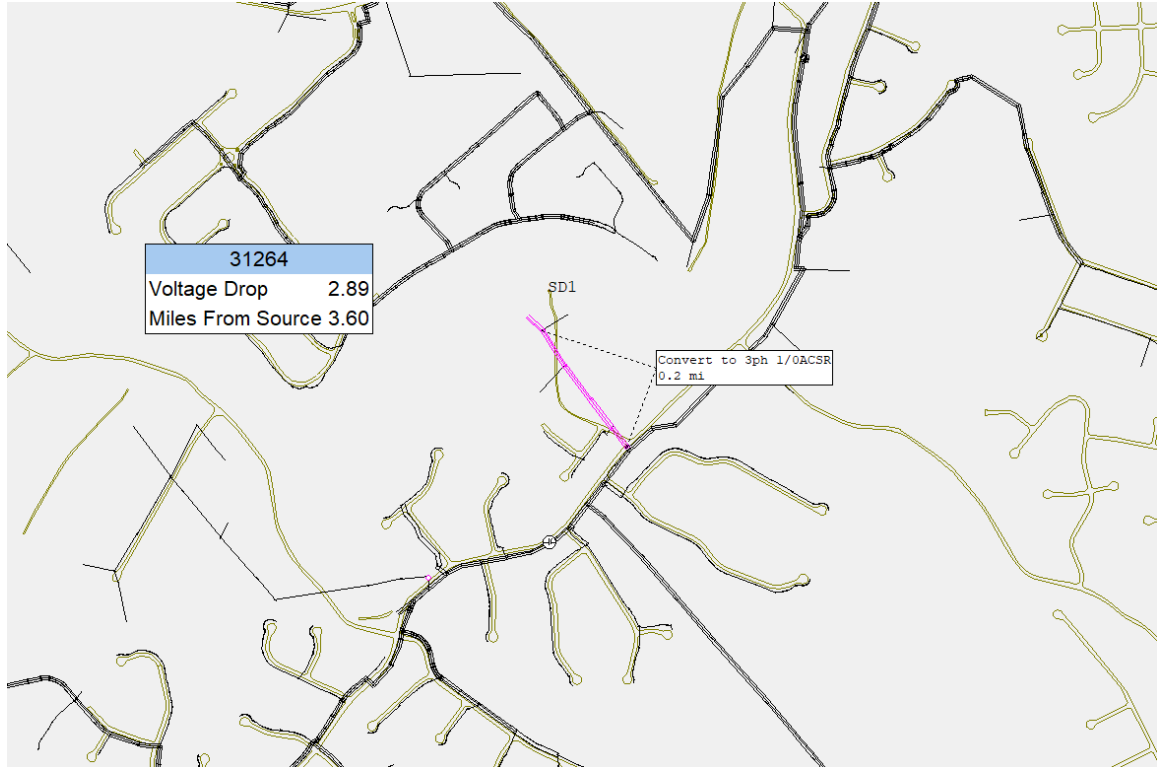 31264
Voltage Drop 2.89
Miles From Source 3.60
SD1
Convert to 3ph 1/0ACSR
0.2 mi